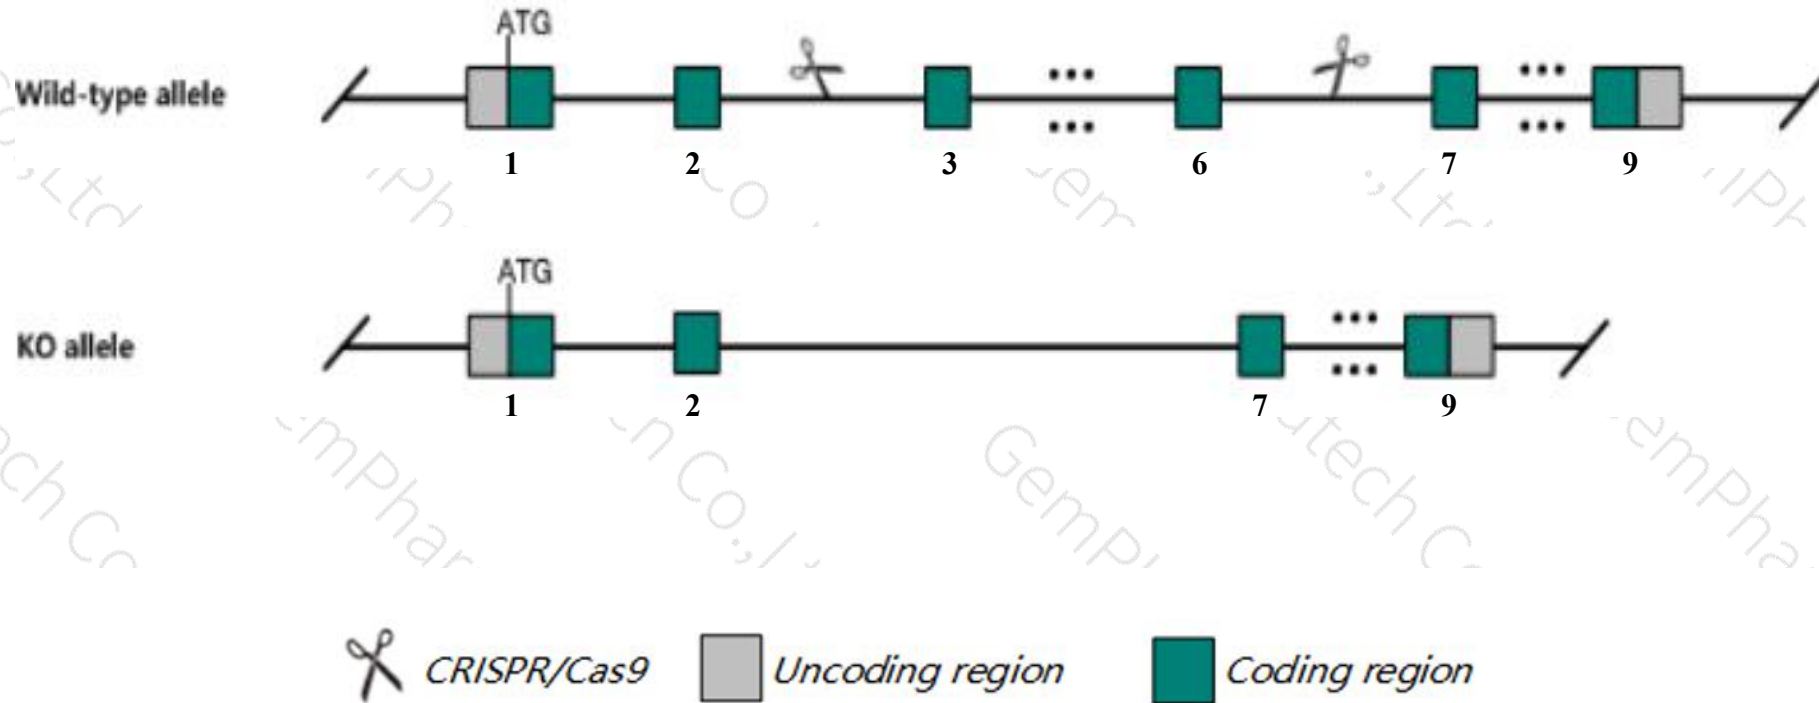 ATG
Wild-type allele
1 2 3 6 7 9
ATG
KO allele
1 2 7 9
GemPh
CRISPR/Cas9 Uncoding region Coding region